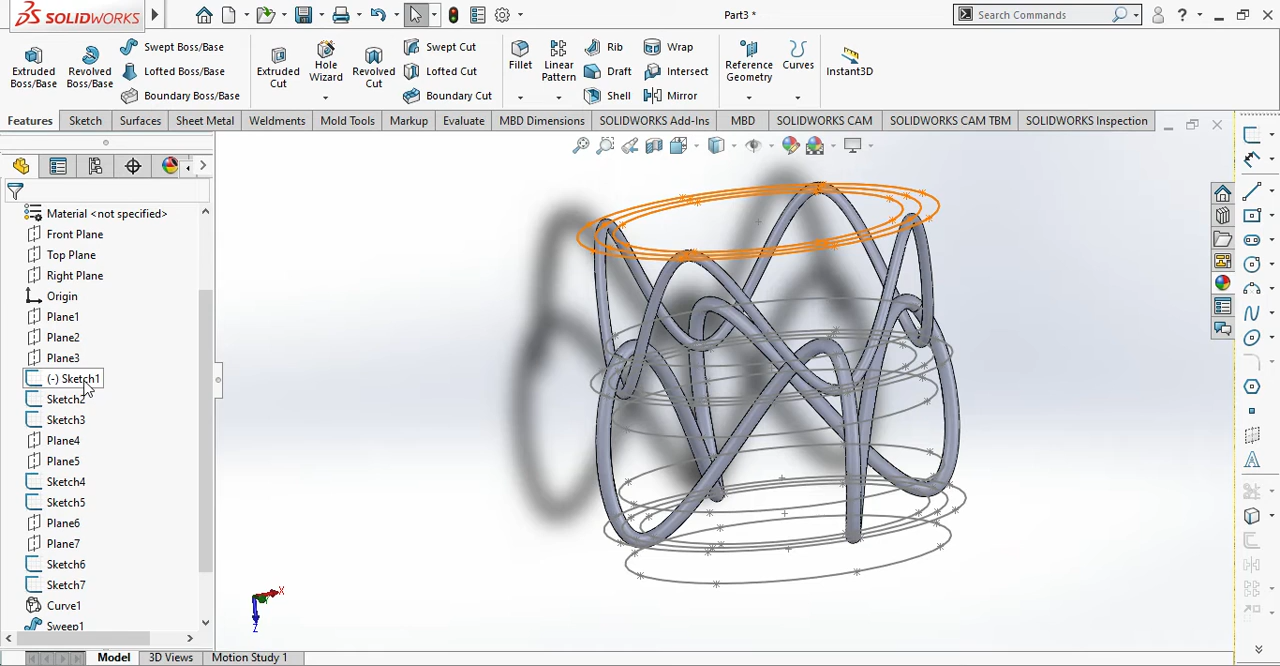 SOLIDWORKS
Part3 *
Search Commands
?
Extruded Boss/Base
Revolved Boss/Base
Swept Boss/Base
Lofted Boss/Base
Boundary Boss/Base
Extruded Cut
Hole Wizard
Revolved Cut
Swept Cut
Lofted Cut
Boundary Cut
Fillet
Linear Pattern
Rib
Draft
Shell
Wrap
Intersect
Mirror
Reference Geometry
Curves
Instant3D
Features
Sketch
Surfaces
Sheet Metal
Weldments
Mold Tools
Markup
Evaluate
MBD Dimensions
SOLIDWORKS Add-Ins
MBD
SOLIDWORKS CAM
SOLIDWORKS CAM TBM
SOLIDWORKS Inspection
Material <not specified>
Front Plane
Top Plane
Right Plane
Origin
Plane1
Plane2
Plane3
(-) Sketch1
Sketch2
Sketch3
Plane4
Plane5
Sketch4
Sketch5
Plane6
Plane7
Sketch6
Sketch7
Curve1
Sweep1
X
Z
Model
3D Views
Motion Study 1